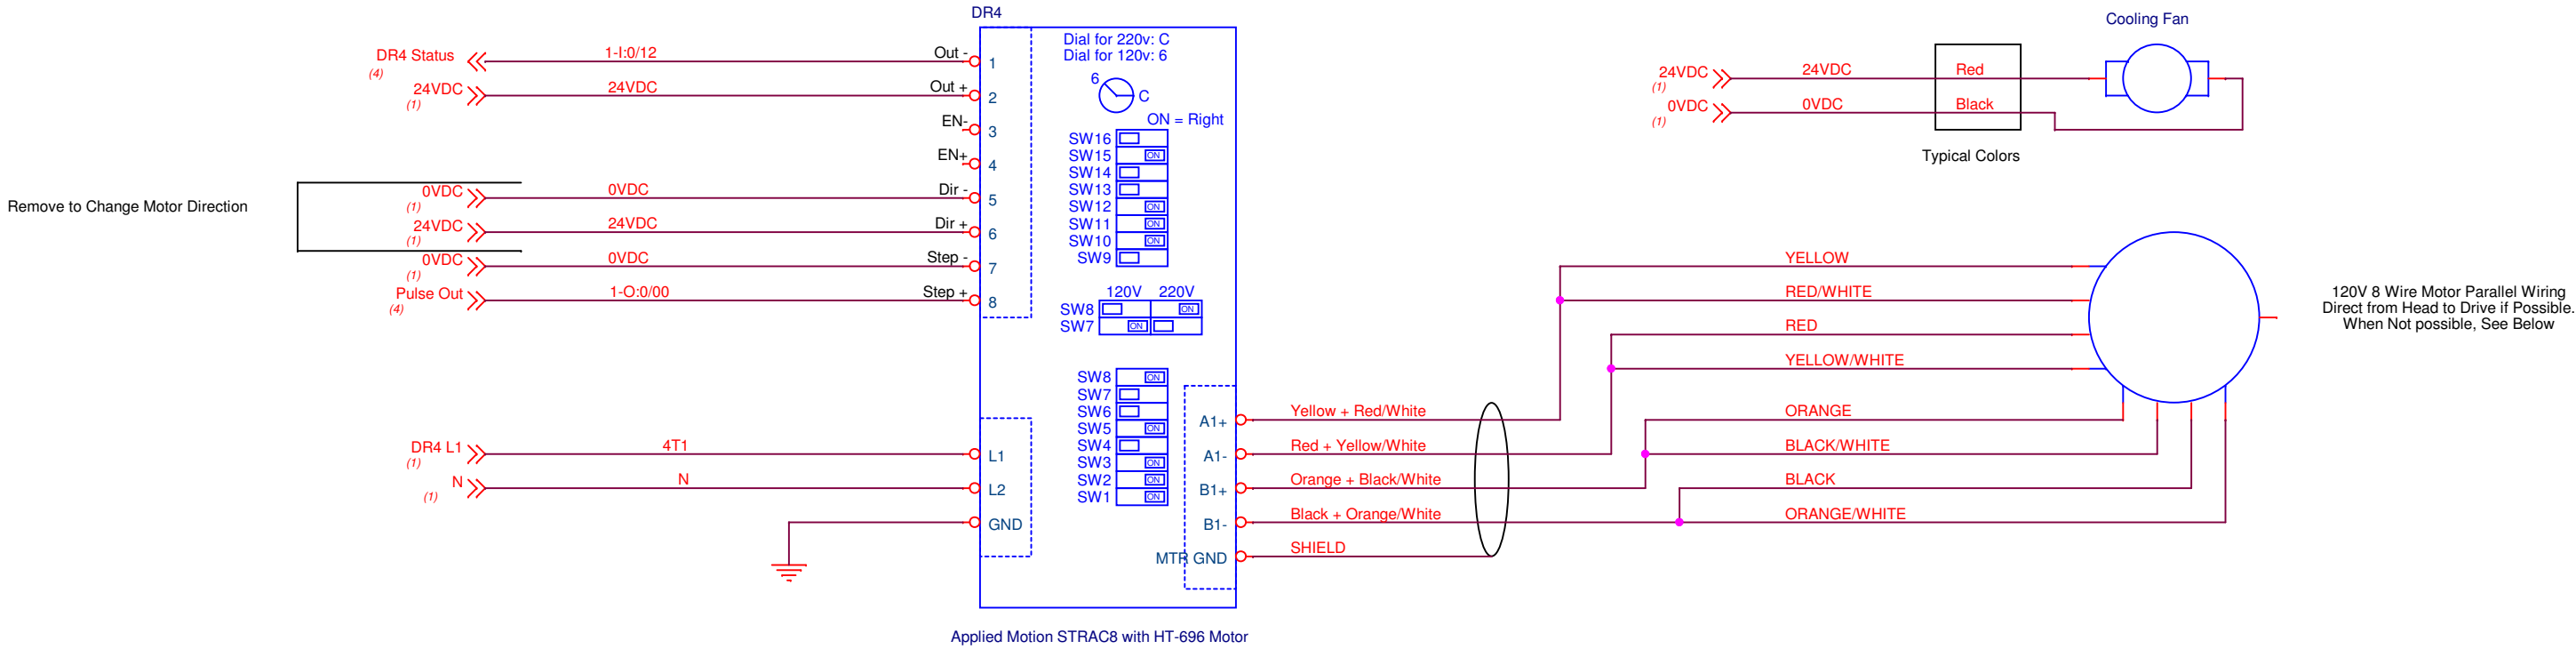 DR4
DR4 Status
(4)
1-I:0/12
Out -
1
24VDC
(1)
24VDC
Out +
2
EN-
3
EN+
4
Remove to Change Motor Direction
0VDC
(1)
0VDC
Dir -
5
24VDC
(1)
24VDC
Dir +
6
0VDC
(1)
0VDC
Step -
7
Pulse Out
(4)
1-O:0/00
Step +
8
DR4 L1
(1)
4T1
L1
N
(1)
N
L2
GND
Dial for 220v: C
Dial for 120v: 6
6
C
ON = Right
SW16
SW15 ON
SW14
SW13
SW12 ON
SW11 ON
SW10 ON
SW9
120V 220V
SW8 ON
SW7 ON
SW8 ON
SW7
SW6
SW5 ON
SW4
SW3 ON
SW2 ON
SW1 ON
A1+
Yellow + Red/White
A1-
Red + Yellow/White
B1+
Orange + Black/White
B1-
Black + Orange/White
MTR GND
SHIELD
Applied Motion STRAC8 with HT-696 Motor
Cooling Fan
24VDC
(1)
24VDC
Red
0VDC
(1)
0VDC
Black
Typical Colors
YELLOW
RED/WHITE
RED
YELLOW/WHITE
ORANGE
BLACK/WHITE
BLACK
ORANGE/WHITE
120V 8 Wire Motor Parallel Wiring
Direct from Head to Drive if Possible.
When Not possible, See Below